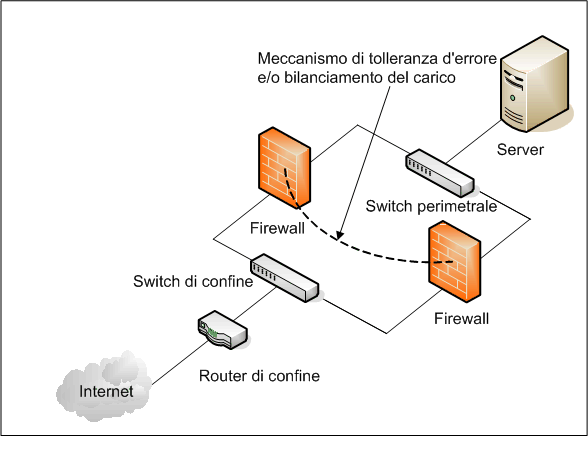 Meccanismo di tolleranza d'errore
e/o bilanciamento del carico
Server
Switch perimetrale
Firewall
Switch di confine
Firewall
Router di confine
Internet